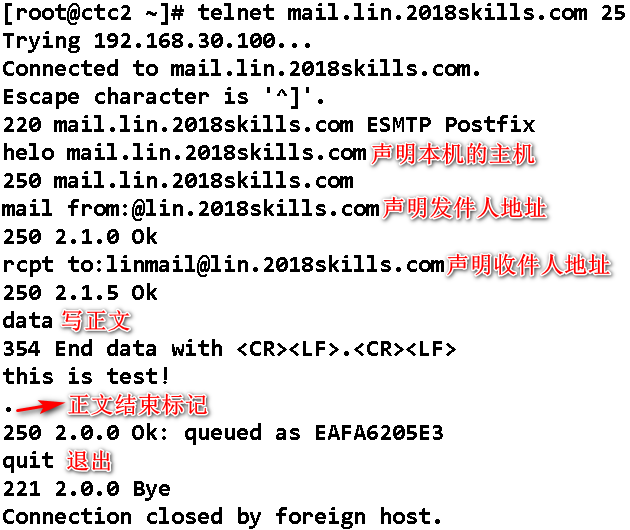 [root@ctc2 ~]# telnet mail.lin.2018skills.com 25
Trying 192.168.30.100...
Connected to mail.lin.2018skills.com.
Escape character is '^]'.
220 mail.lin.2018skills.com ESMTP Postfix
helo mail.lin.2018skills.com声明本机的主机
250 mail.lin.2018skills.com
mail from:@lin.2018skills.com声明发件人地址
250 2.1.0 Ok
rcpt to:linmail@lin.2018skills.com声明收件人地址
250 2.1.5 Ok
data 写正文
354 End data with <CR><LF>.<CR><LF>
this is test!
. 正文结束标记
250 2.0.0 Ok: queued as EAFA6205E3
quit 退出
221 2.0.0 Bye
Connection closed by foreign host.